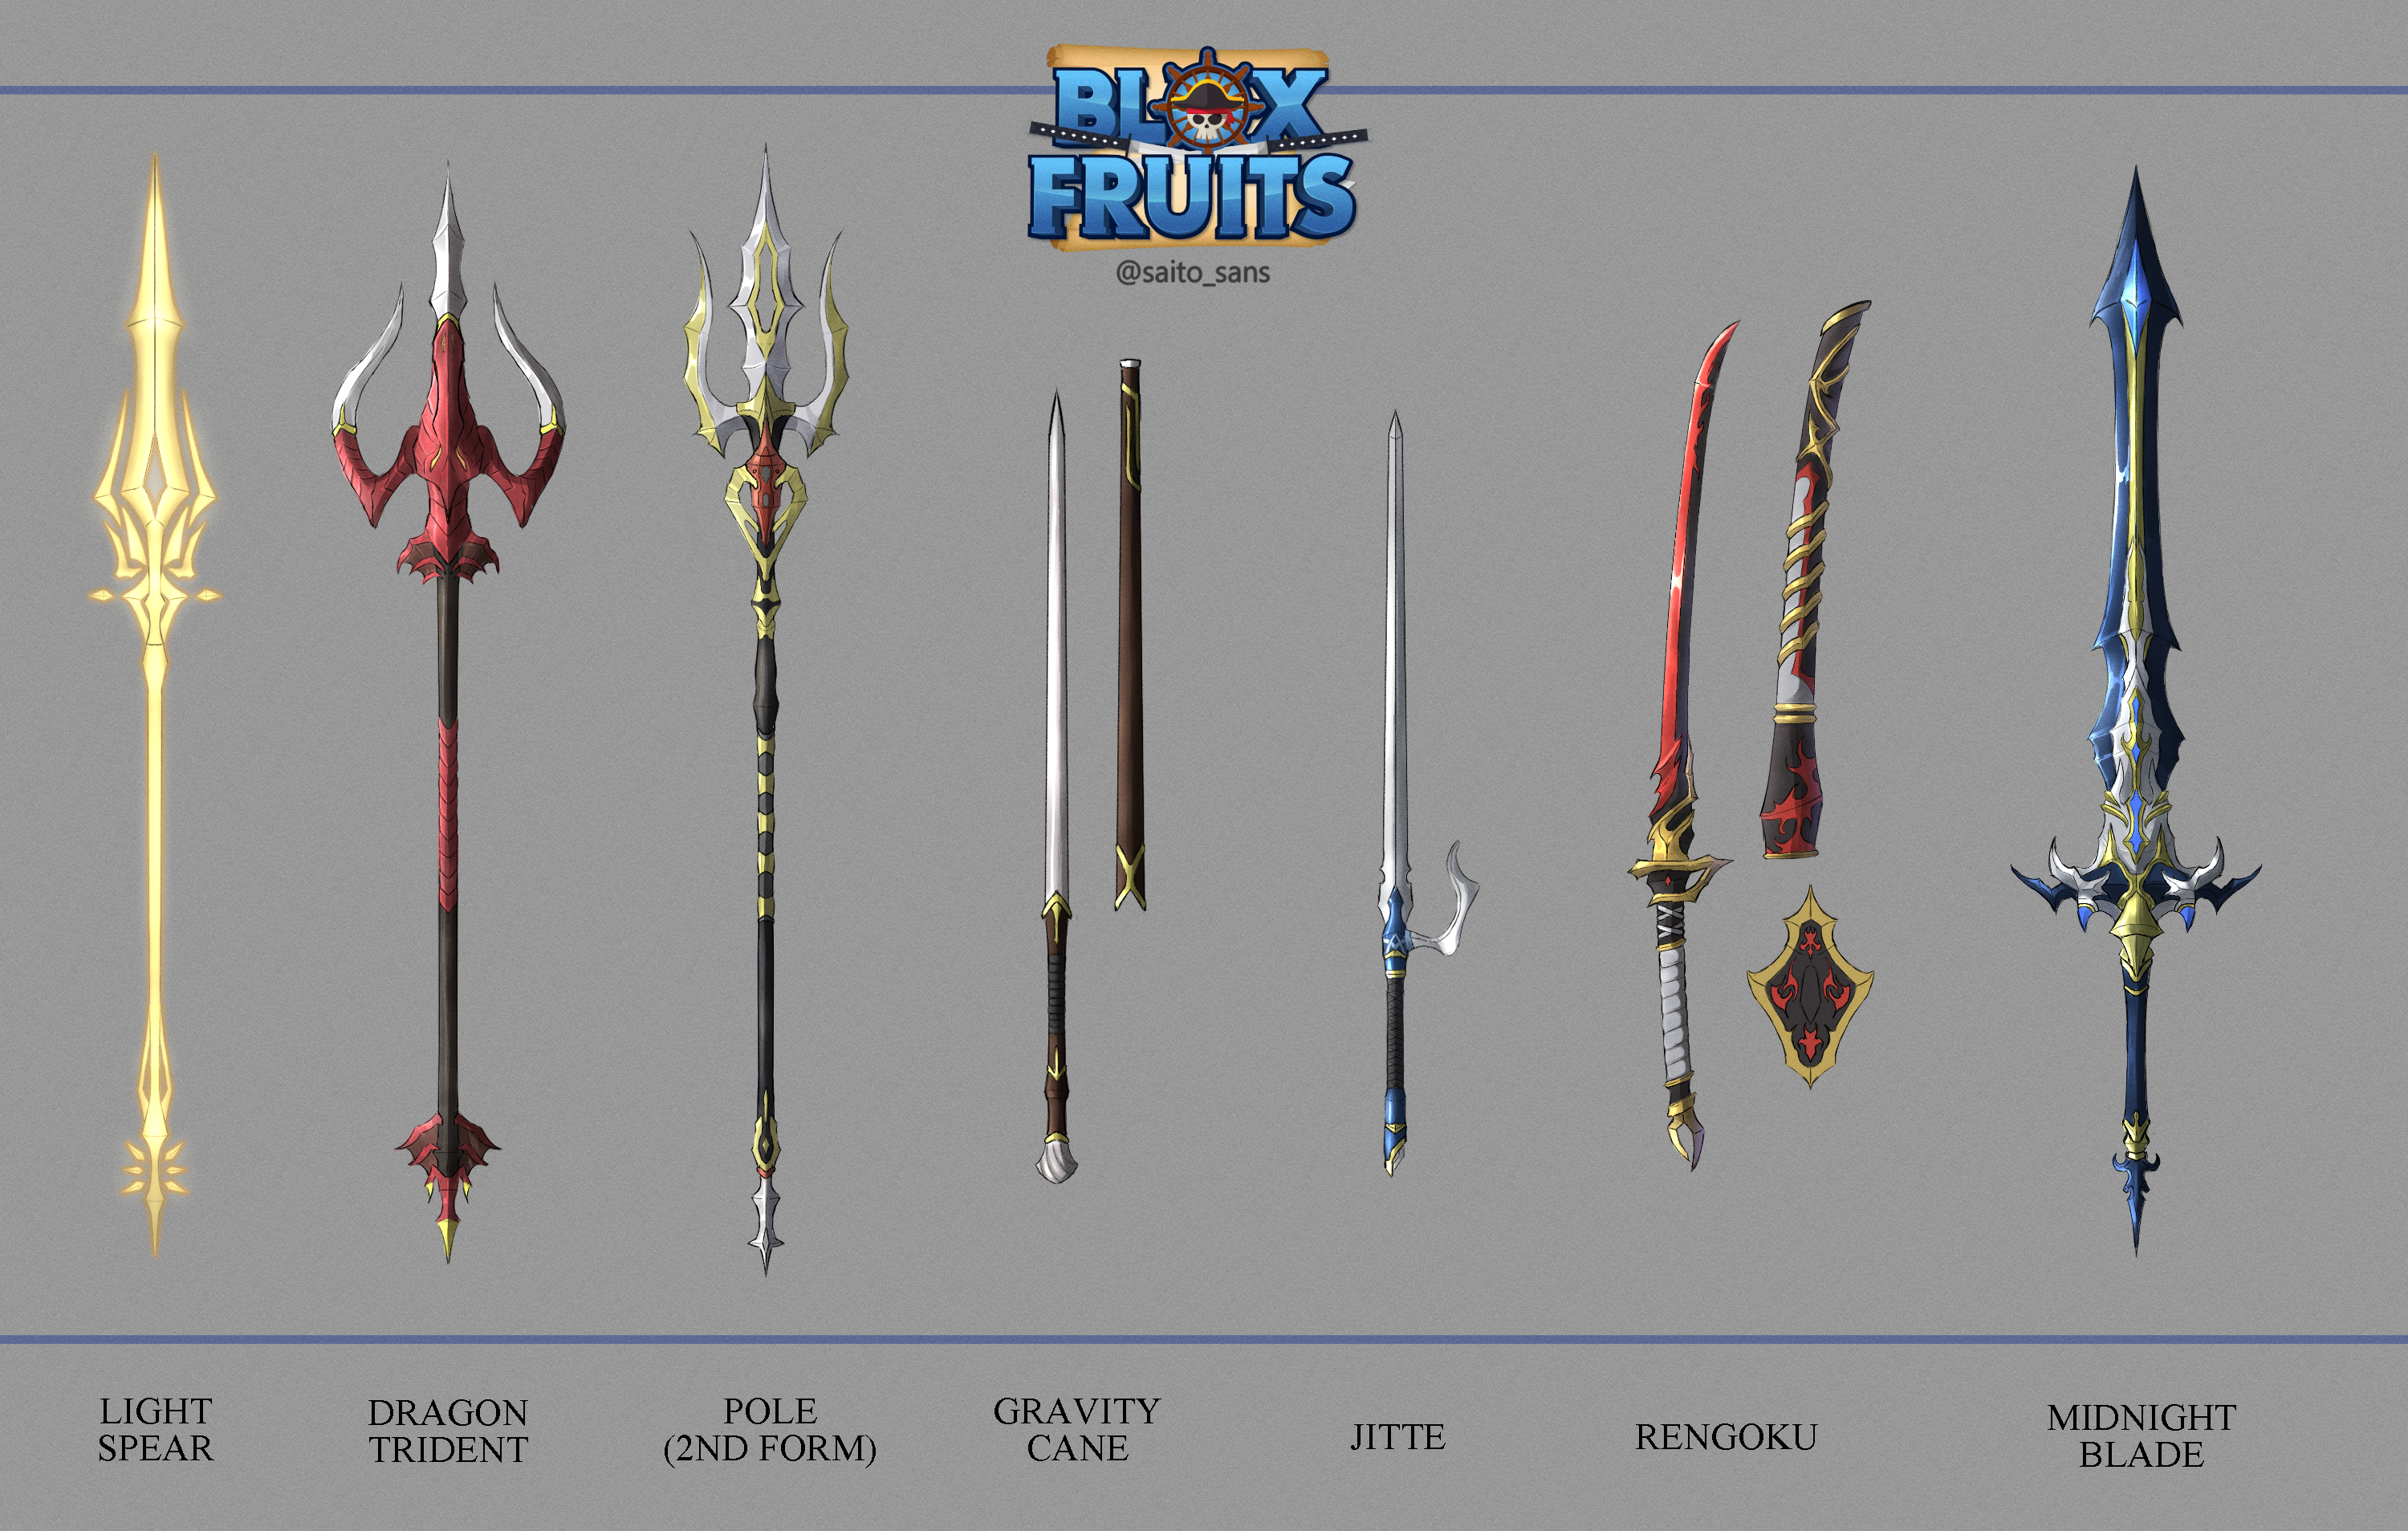 BLOX
FRUITS
@saito_sans
LIGHT
SPEAR
DRAGON
TRIDENT
POLE
(2ND FORM)
GRAVITY
CANE
JITTE
RENGOKU
MIDNIGHT
BLADE